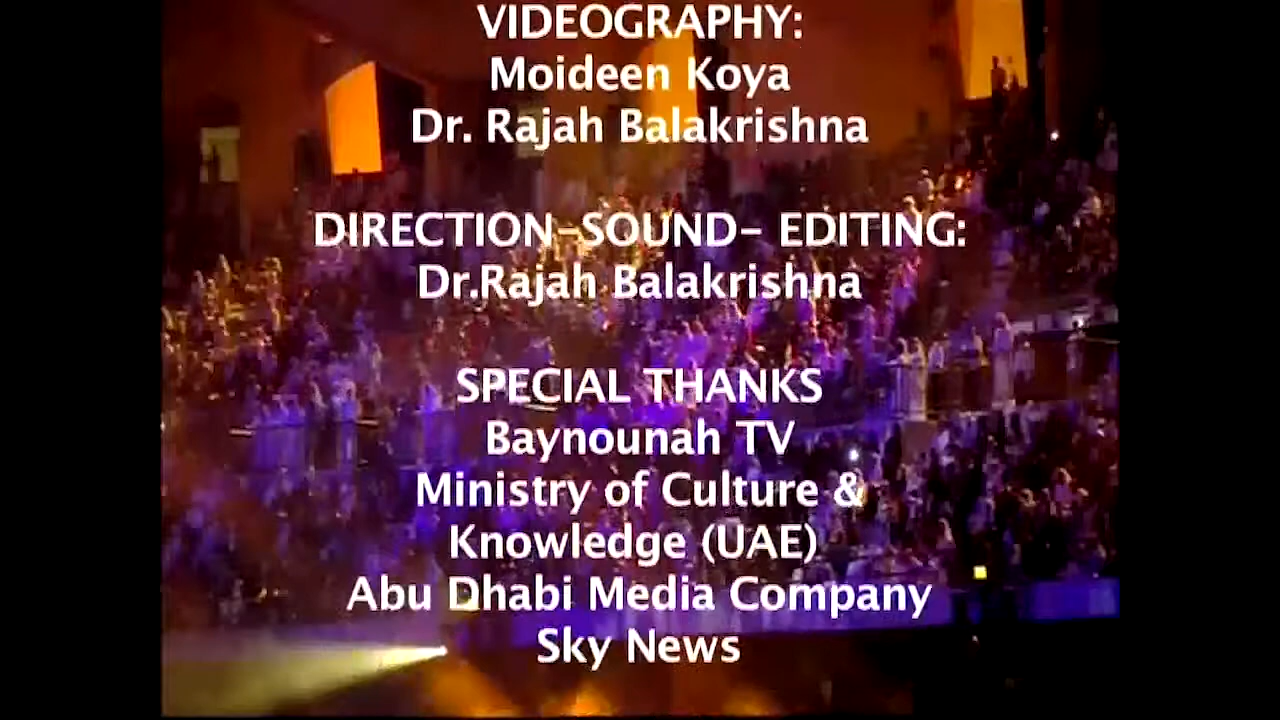 VIDEOGRAPHY:
Moideen Koya
Dr. Rajah Balakrishna
DIRECTION-SOUND- EDITING:
Dr.Rajah Balakrishna
SPECIAL THANKS
Baynounah TV
Ministry of Culture &
Knowledge (UAE)
Abu Dhabi Media Company
Sky News